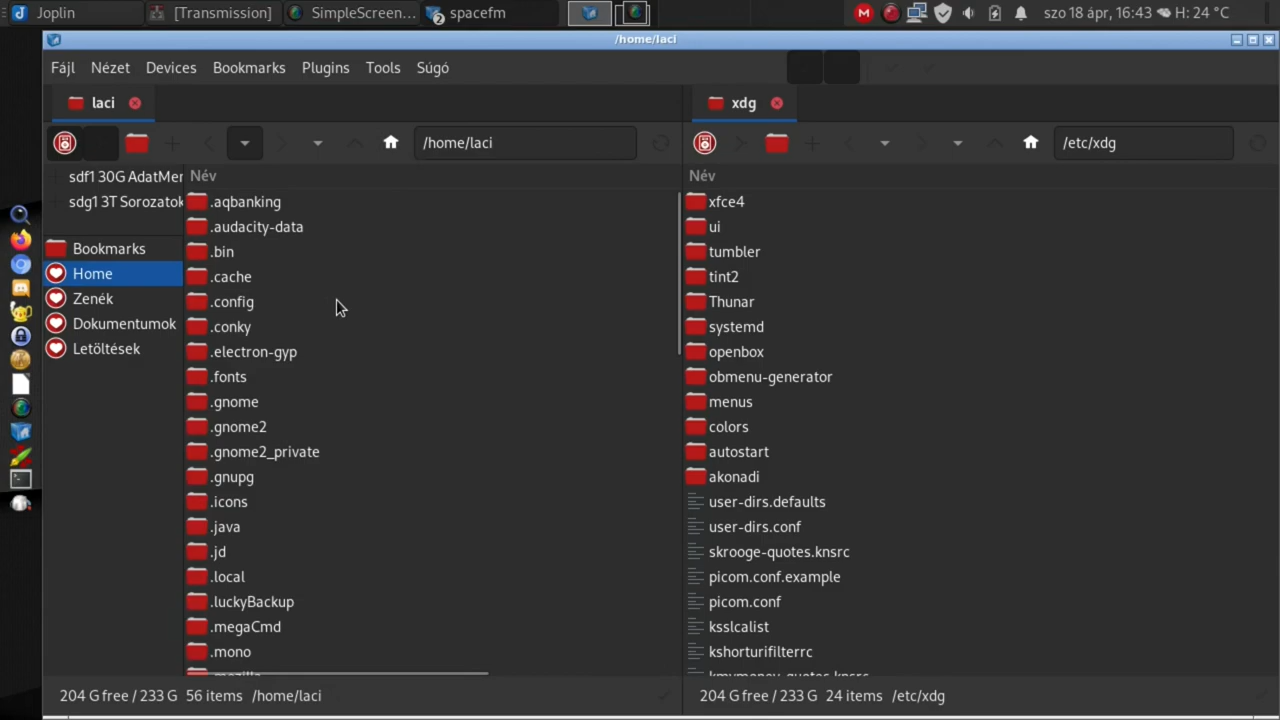 Joplin [Transmission] SimpleScreen... 2 spacefm szo 18 ápr, 16:43 H: 24 °C
/home/laci
Fájl Nézet Devices Bookmarks Plugins Tools Súgó
laci
/home/laci
sdf1 30G AdatMer
sdg1 3T Sorozatok
Bookmarks
Home
Zenék
Dokumentumok
Letöltések
Név
.aqbanking
.audacity-data
.bin
.cache
.config
.conky
.electron-gyp
.fonts
.gnome
.gnome2
.gnome2_private
.gnupg
.icons
.java
.jd
.local
.luckyBackup
.megaCmd
.mono
204 G free / 233 G 56 items /home/laci
xdg
/etc/xdg
Név
xfce4
ui
tumbler
tint2
Thunar
systemd
openbox
obmenu-generator
menus
colors
autostart
akonadi
user-dirs.defaults
user-dirs.conf
skrooge-quotes.knsrc
picom.conf.example
picom.conf
ksslcalist
kshorturifilterrc
kmymoney-quotes.knsrc
204 G free / 233 G 24 items /etc/xdg